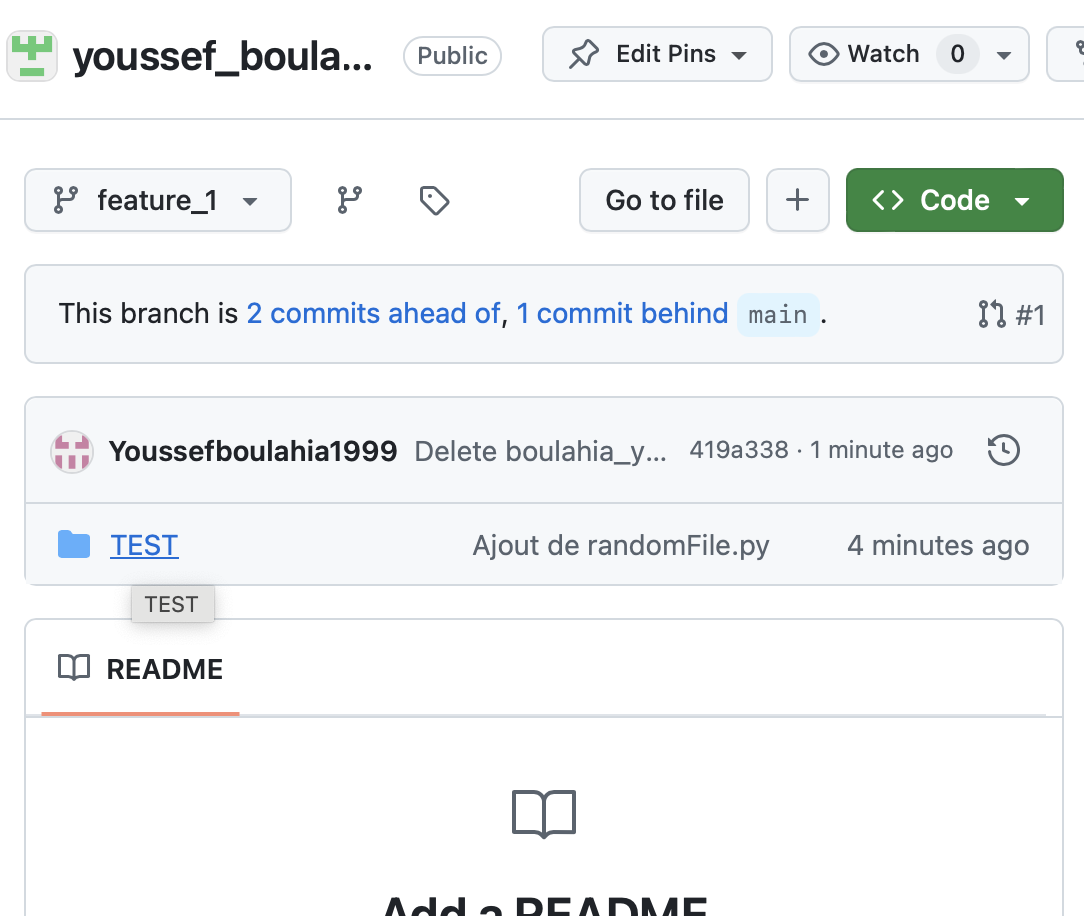 youssef_boula... Public Edit Pins Watch 0
feature_1 Go to file Code
This branch is 2 commits ahead of, 1 commit behind main. #1
Youssefboulahia1999 Delete boulahia_y... 419a338 · 1 minute ago
TEST Ajout de randomFile.py 4 minutes ago
TEST
README
Add a README